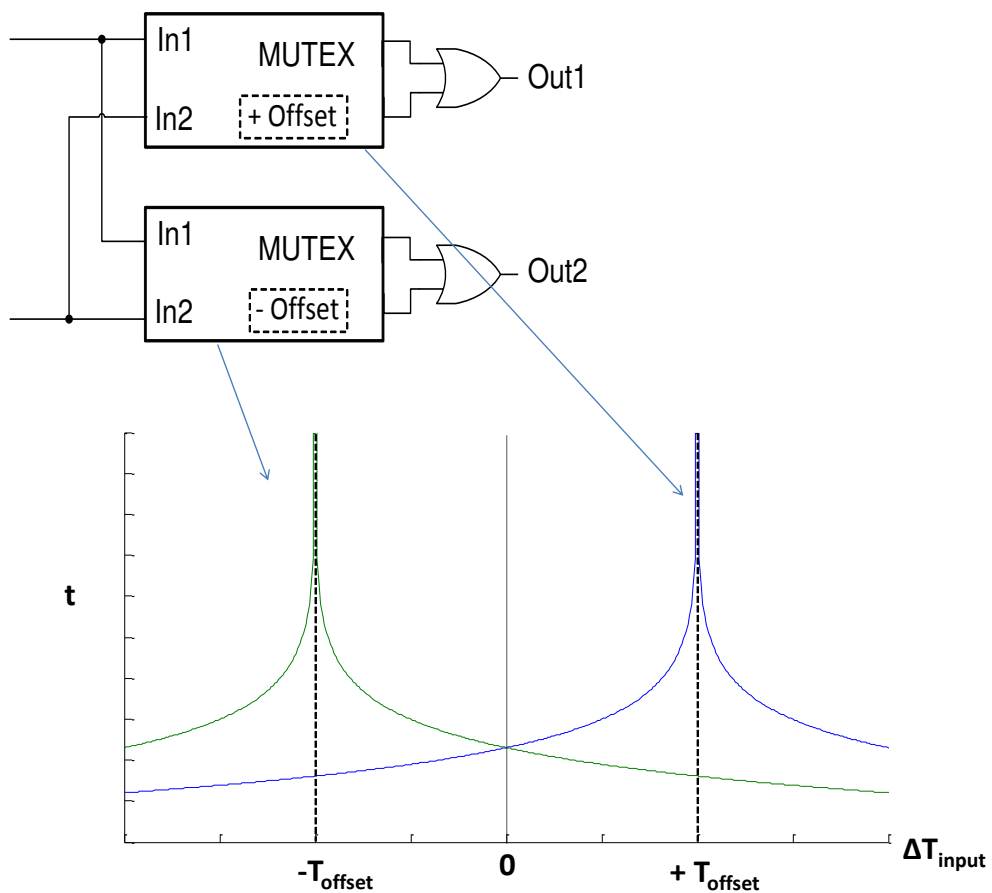 In1
MUTEX
Out1
In2
+ Offset
In1
MUTEX
Out2
In2
- Offset
t
-Toffset
0
+ Toffset
ΔTinput